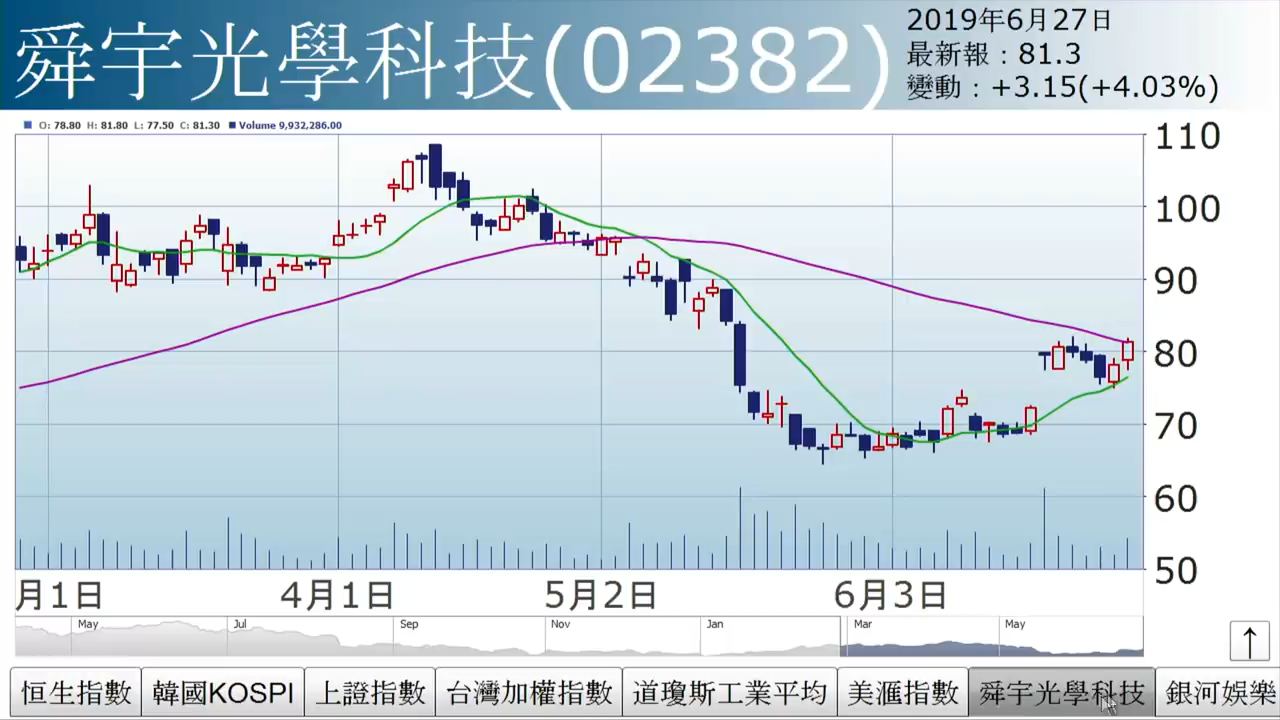 舜宇光學科技(02382)
2019年6月27日
最新報：81.3
變動：+3.15(+4.03%)
O: 78.80 H: 81.80 L: 77.50 C: 81.30 Volume 9,932,286.00
110
100
90
80
70
60
50
月1日 4月1日 5月2日 6月3日
May Jul Sep Nov Jan Mar May
↑
恒生指數 韓國KOSPI 上證指數 台灣加權指數 道瓊斯工業平均 美滙指數 舜宇光學科技 銀河娛樂